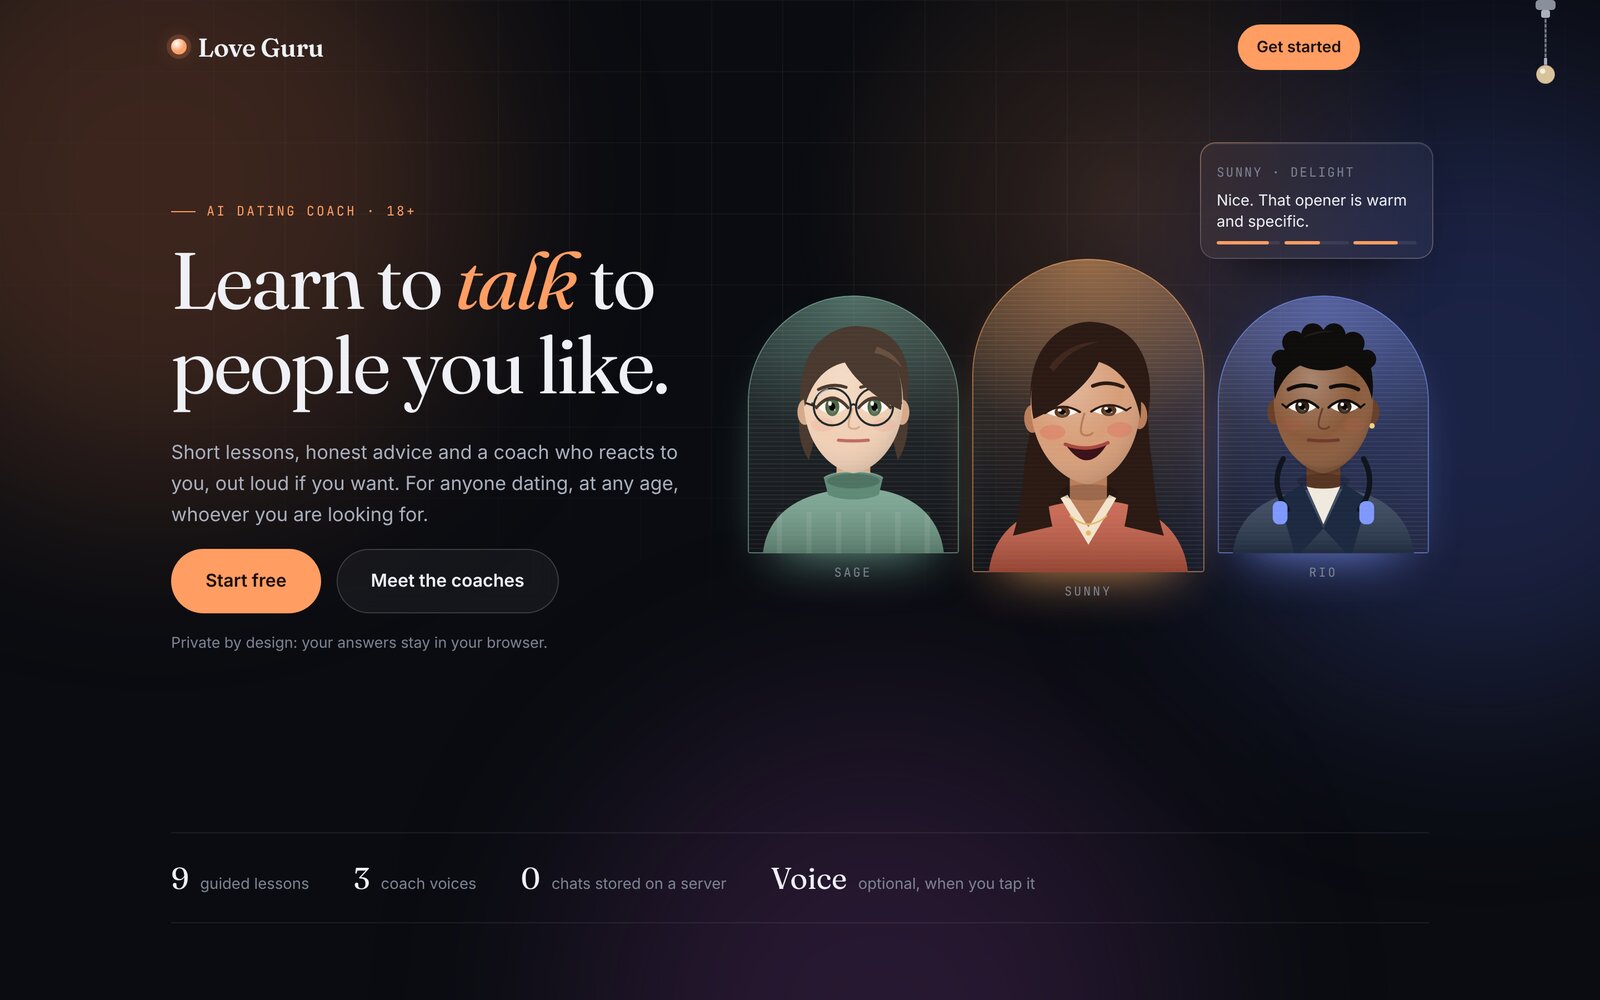 Love Guru
Get started
AI DATING COACH · 18+
Learn to talk to
people you like.
Short lessons, honest advice and a coach who reacts to
you, out loud if you want. For anyone dating, at any age,
whoever you are looking for.
Start free
Meet the coaches
Private by design: your answers stay in your browser.
SUNNY · DELIGHT
Nice. That opener is warm
and specific.
SAGE
SUNNY
RIO
9 guided lessons
3 coach voices
0 chats stored on a server
Voice optional, when you tap it